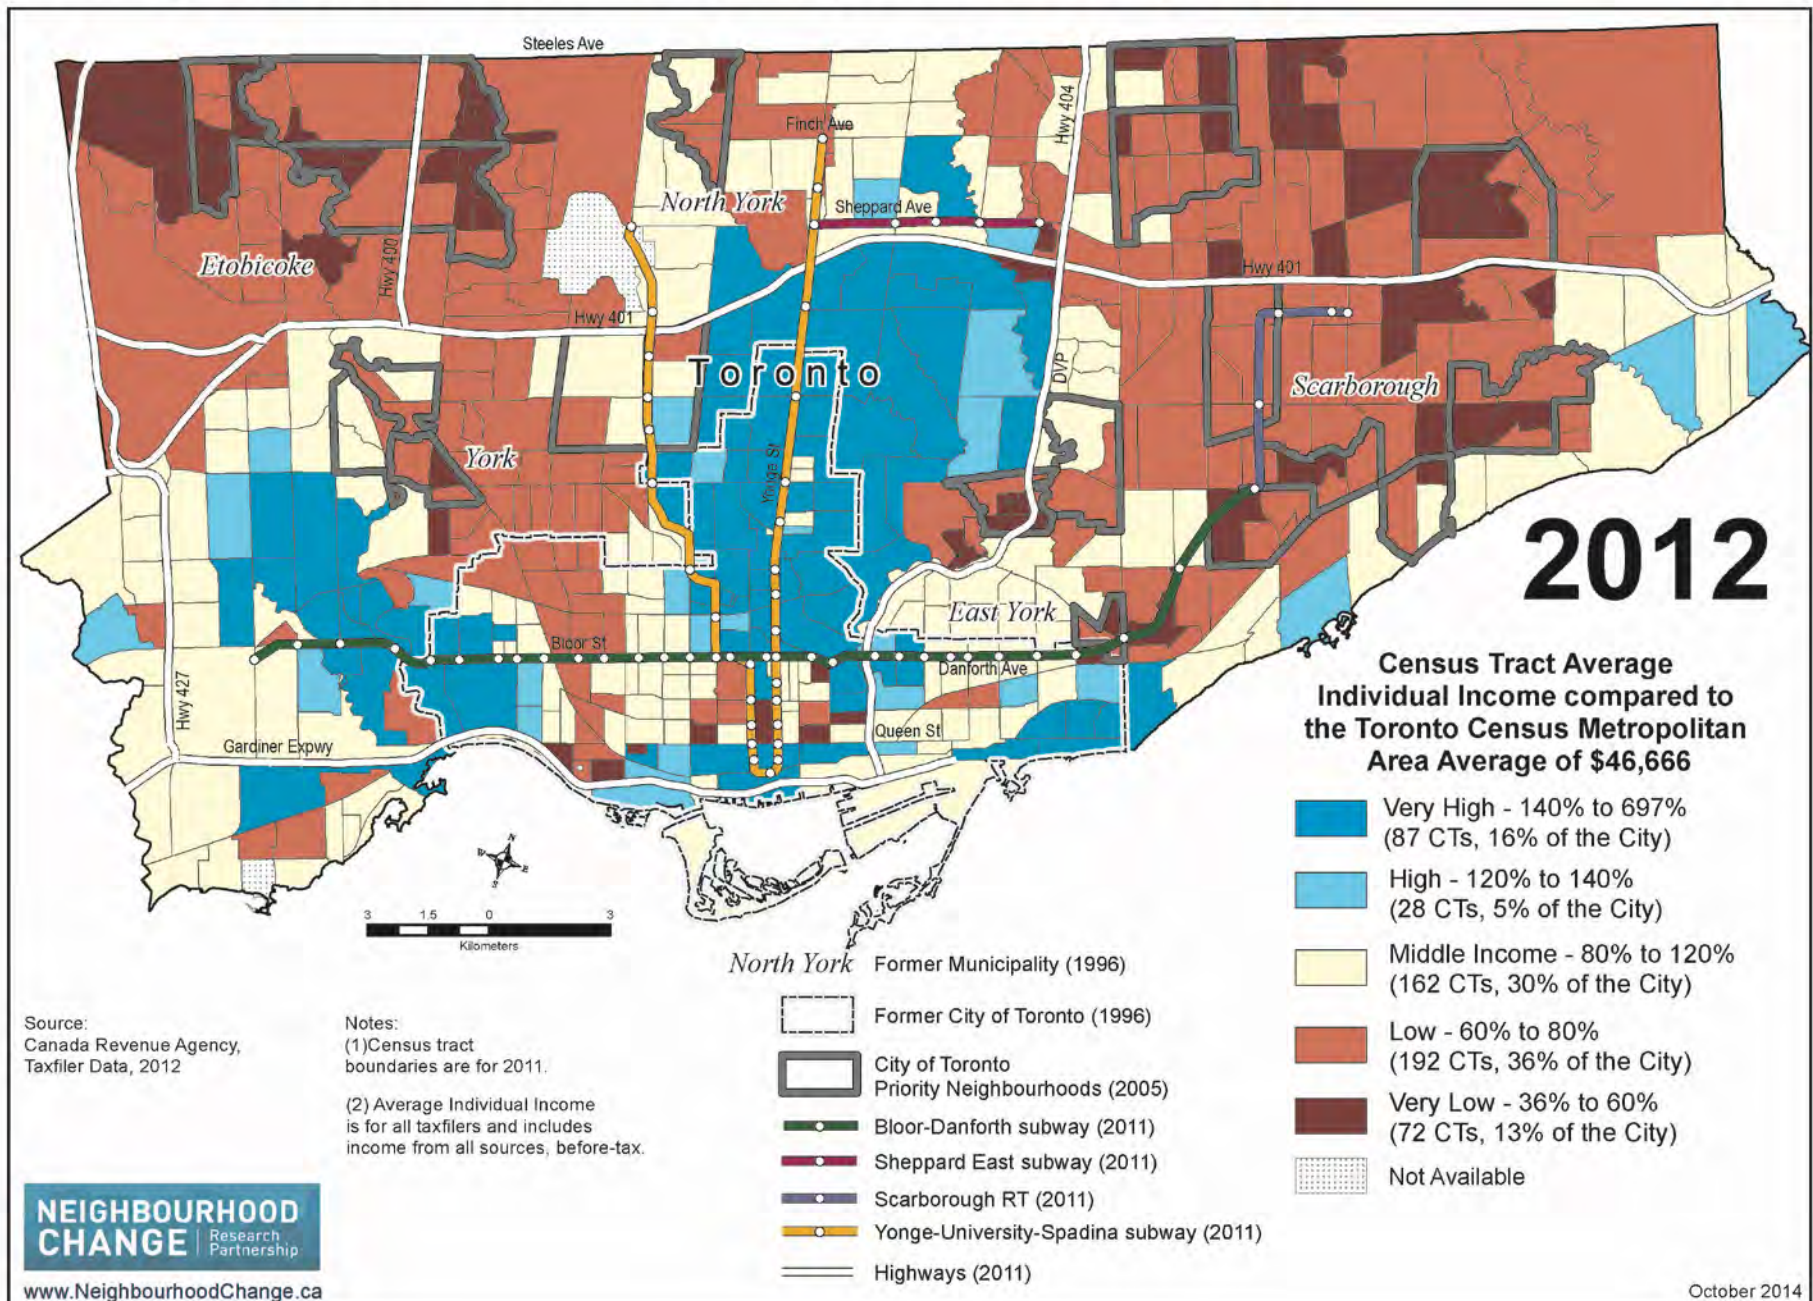 Steeles Ave
Finch Ave
Hwy 404
North York
Sheppard Ave
Etobicoke
Hwy 400
Hwy 401
Hwy 401
Toronto
DVP
Scarborough
York
Yonge St
2012
East York
Bloor St
Danforth Ave
Hwy 427
Queen St
Gardiner Expwy
Census Tract Average
Individual Income compared to
the Toronto Census Metropolitan
Area Average of $46,666
Very High - 140% to 697%
(87 CTs, 16% of the City)
High - 120% to 140%
(28 CTs, 5% of the City)
Middle Income - 80% to 120%
(162 CTs, 30% of the City)
Low - 60% to 80%
(192 CTs, 36% of the City)
Very Low - 36% to 60%
(72 CTs, 13% of the City)
Not Available
N
W
E
S
3 1.5 0 3
Kilometers
North York Former Municipality (1996)
Former City of Toronto (1996)
City of Toronto
Priority Neighbourhoods (2005)
Bloor-Danforth subway (2011)
Sheppard East subway (2011)
Scarborough RT (2011)
Yonge-University-Spadina subway (2011)
Highways (2011)
Source:
Canada Revenue Agency,
Taxfiler Data, 2012
Notes:
(1)Census tract
boundaries are for 2011.
(2) Average Individual Income
is for all taxfilers and includes
income from all sources, before-tax.
NEIGHBOURHOOD
CHANGE Research
Partnership
www.NeighbourhoodChange.ca
October 2014